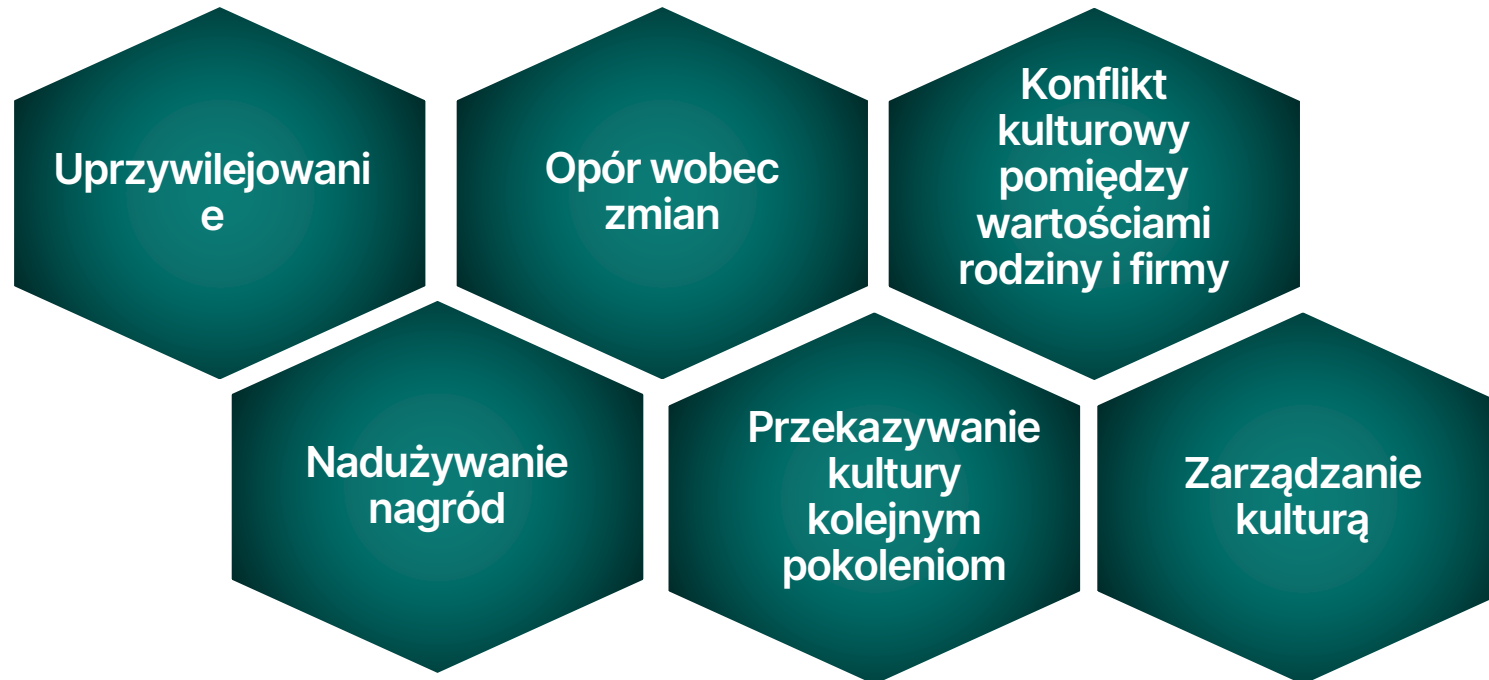 Uprzywilejowani
e
Opór wobec
zmian
Konflikt
kulturowy
pomiędzy
wartościami
rodziny i firmy
Nadużywanie
nagród
Przekazywanie
kultury
kolejnym
pokoleniom
Zarządzanie
kulturą